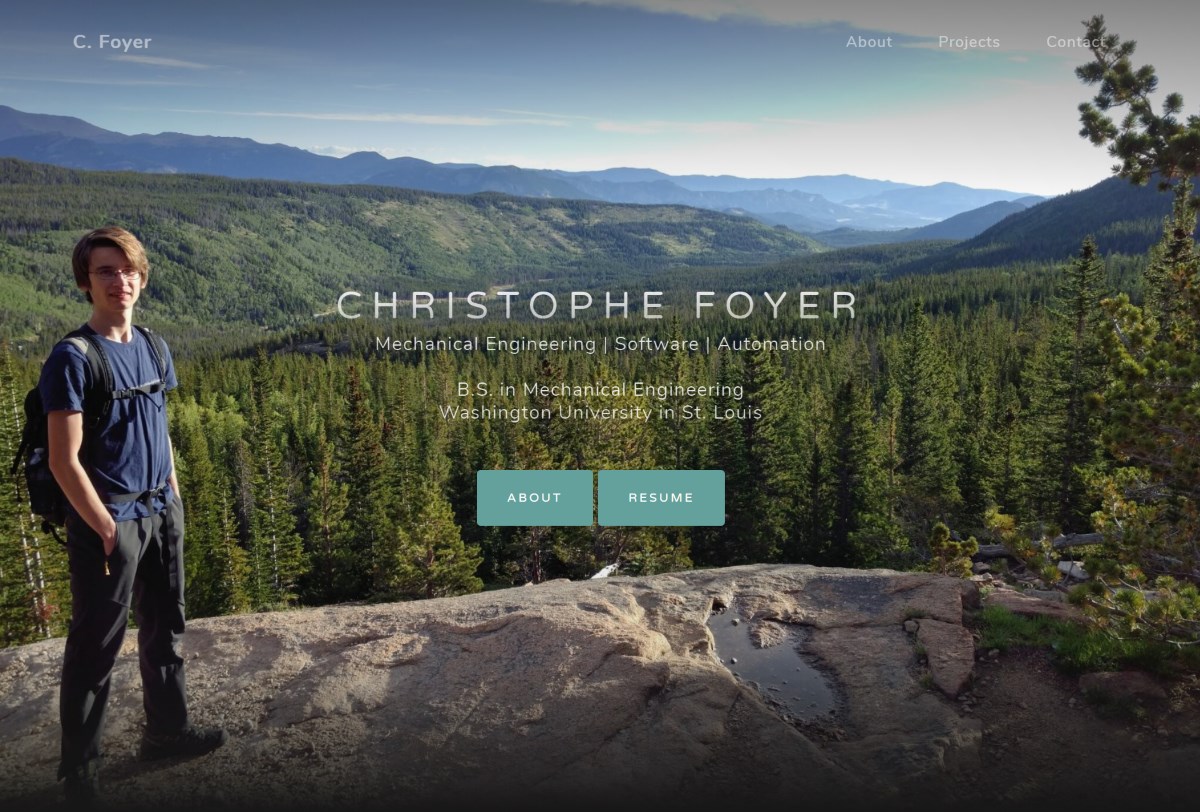 C. Foyer
About
Projects
Contact
CHRISTOPHE FOYER
Mechanical Engineering | Software | Automation
B.S. in Mechanical Engineering
Washington University in St. Louis
ABOUT
RESUME